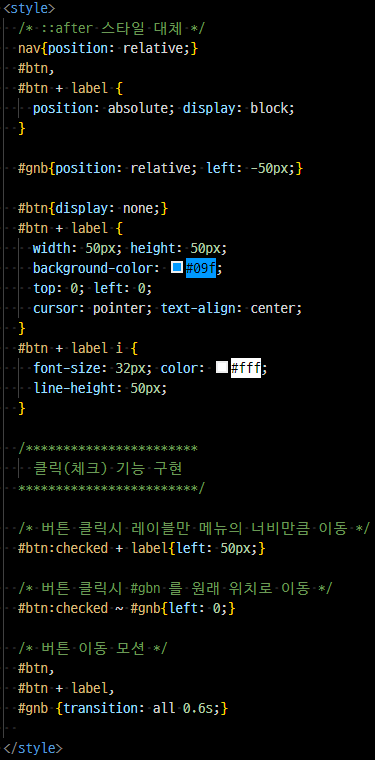 <style>
/* ::after 스타일 대체 */
nav{position: relative;}
#btn,
#btn + label {
position: absolute; display: block;
}
#gnb{position: relative; left: -50px;}
#btn{display: none;}
#btn + label {
width: 50px; height: 50px;
background-color: #09f;
top: 0; left: 0;
cursor: pointer; text-align: center;
}
#btn + label i {
font-size: 32px; color: #fff;
line-height: 50px;
}
/***********************
클릭(체크) 기능 구현
************************/
/* 버튼 클릭시 레이블만 메뉴의 너비만큼 이동 */
#btn:checked + label{left: 50px;}
/* 버튼 클릭시 #gbn 를 원래 위치로 이동 */
#btn:checked ~ #gnb{left: 0;}
/* 버튼 이동 모션 */
#btn,
#btn + label,
#gnb {transition: all 0.6s;}
</style>